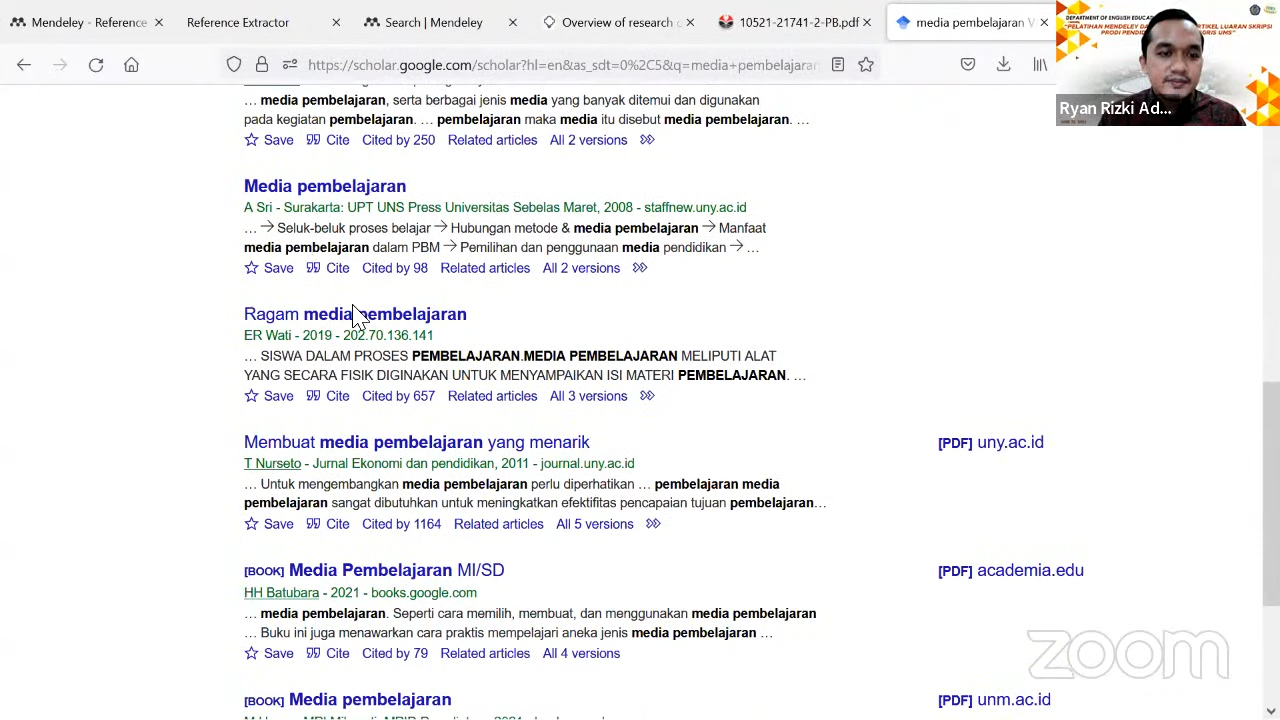 Mendeley - Reference
Reference Extractor
Search | Mendeley
Overview of research
10521-21741-2-PB.pdf
media pembelajaran
https://scholar.google.com/scholar?hl=en&as_sdt=0%2C5&q=media+pembelajaran
DEPARTMENT OF ENGLISH
"PELATIHAN MENDELEY ARTIKEL LUARAN SKRIPSI
UMS"
Ryan Rizki Ad...
... media pembelajaran, serta berbagai jenis media yang banyak ditemui dan digunakan
pada kegiatan ... pembelajaran maka media itu disebut media pembelajaran. ...
Save Cite Cited by 250 Related articles All 2 versions
Media pembelajaran
A Sri - Surakarta: UPT UNS Press Universitas Sebelas Maret, 2008 - staffnew.uny.ac.id
... → Seluk-beluk proses belajar → Hubungan metode & media pembelajaran → Manfaat
media pembelajaran dalam PBM → Pemilihan dan penggunaan media pendidikan → ...
Save Cite Cited by 98 Related articles All 2 versions
Ragam media pembelajaran
ER Wati - 2019 - 202.70.136.141
... SISWA DALAM PROSES PEMBELAJARAN.MEDIA PEMBELAJARAN MELIPUTI ALAT
YANG SECARA FISIK DIGINAKAN UNTUK MENYAMPAIKAN ISI MATERI PEMBELAJARAN. ...
Save Cite Cited by 657 Related articles All 3 versions
Membuat media pembelajaran yang menarik [PDF] uny.ac.id
T Nurseto - Jurnal Ekonomi dan pendidikan, 2011 - journal.uny.ac.id
... Untuk mengembangkan media pembelajaran perlu diperhatikan ... pembelajaran media
pembelajaran sangat dibutuhkan untuk meningkatkan efektifitas pencapaian tujuan pembelajaran...
Save Cite Cited by 1164 Related articles All 5 versions
[BOOK] Media Pembelajaran MI/SD [PDF] academia.edu
HH Batubara - 2021 - books.google.com
... media pembelajaran. Seperti cara memilih, membuat, dan menggunakan media pembelajaran
... Buku ini juga menawarkan cara praktis mempelajari aneka jenis media pembelajaran ...
Save Cite Cited by 79 Related articles All 4 versions
zoom
[BOOK] Media pembelajaran [PDF] unm.ac.id